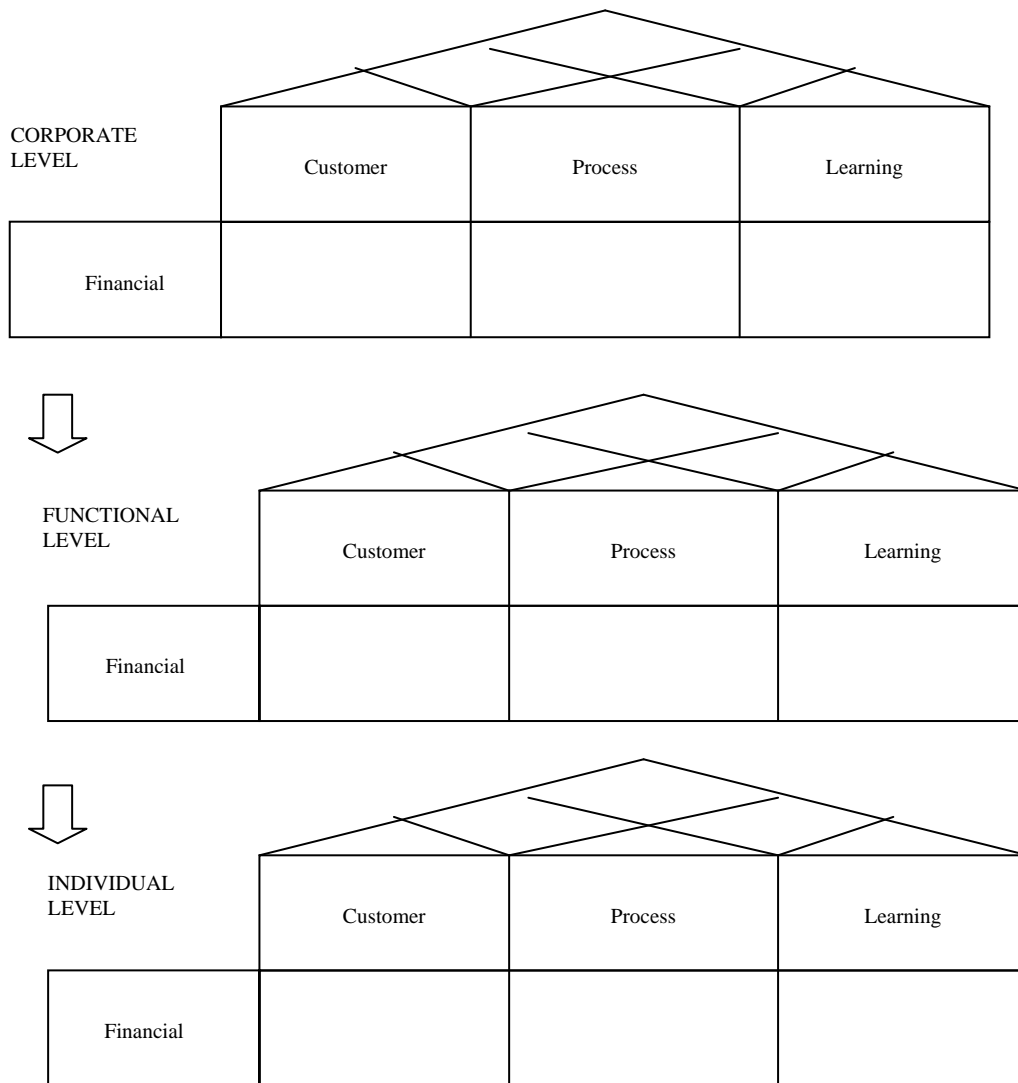 CORPORATE
LEVEL
Customer
Process
Learning
Financial
FUNCTIONAL
LEVEL
Customer
Process
Learning
Financial
INDIVIDUAL
LEVEL
Customer
Process
Learning
Financial